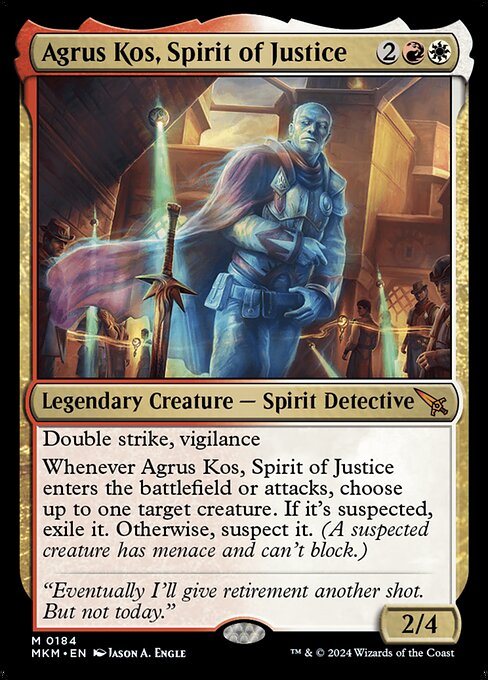 Agrus Kos, Spirit of Justice 2
Legendary Creature — Spirit Detective
Double strike, vigilance
Whenever Agrus Kos, Spirit of Justice
enters the battlefield or attacks, choose
up to one target creature. If it's suspected,
exile it. Otherwise, suspect it. (A suspected
creature has menace and can't block.)
“Eventually I'll give retirement another shot.
But not today.”
2/4
M 0184
MKM • EN Jason A. Engle
™ & © 2024 Wizards of the Coast